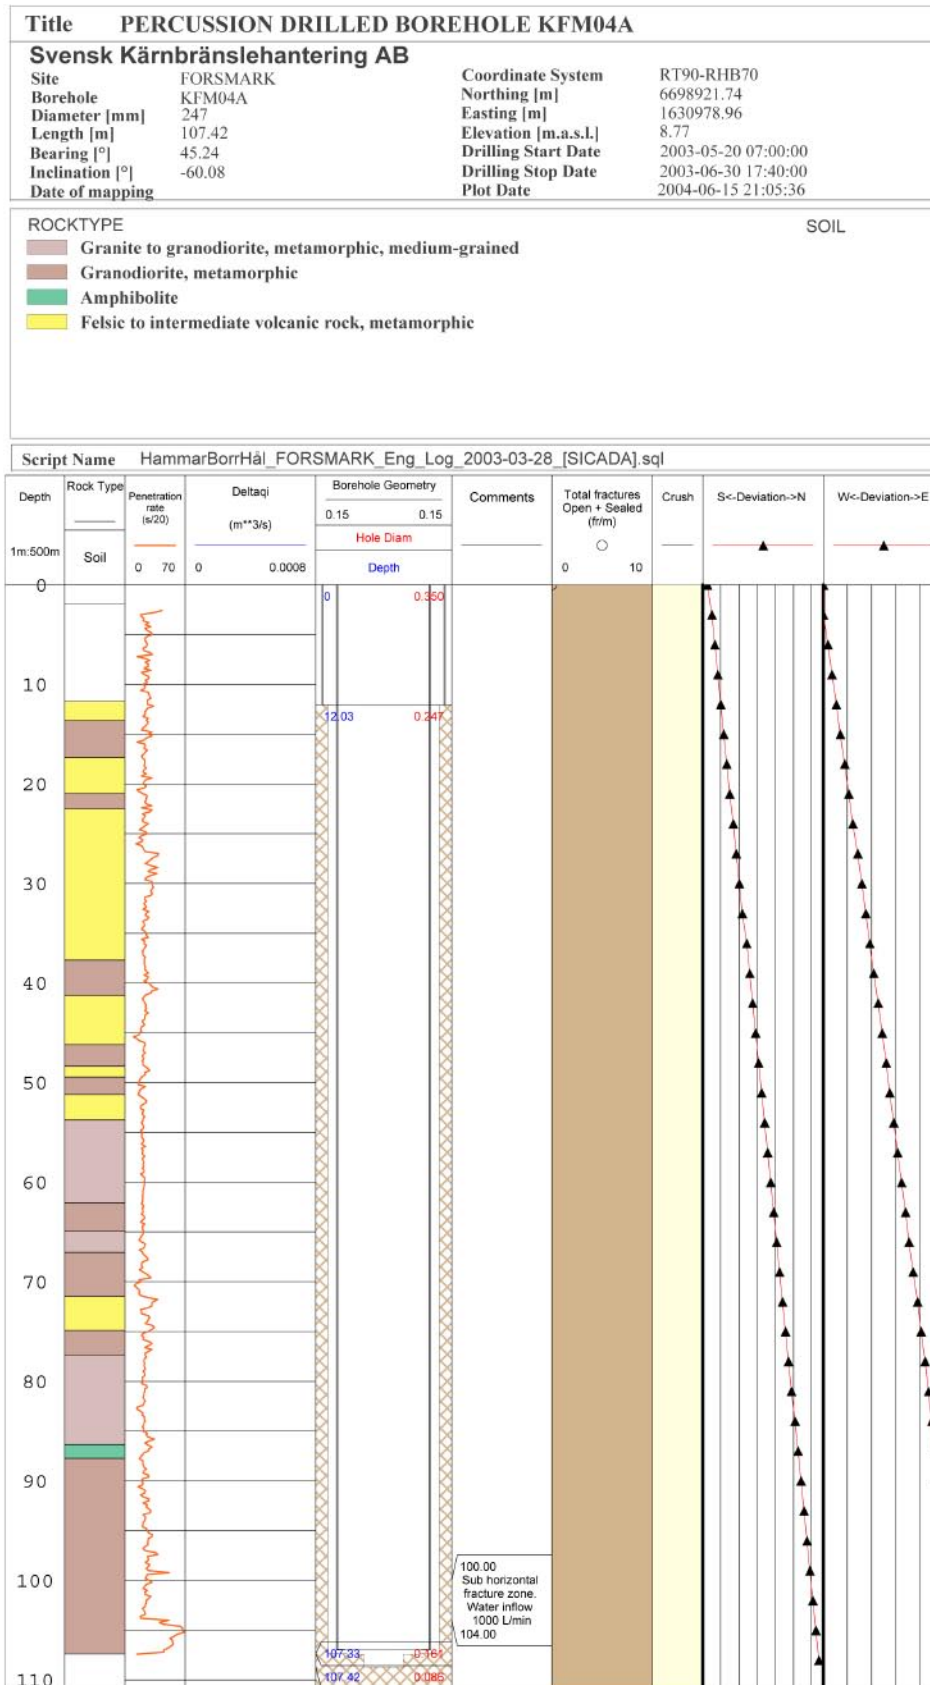 Title PERCUSSION DRILLED BOREHOLE KFM04A
Svensk Kärnbränslehantering AB
Site FORSMARK
Borehole KFM04A
Diameter [mm] 247
Length [m] 107.42
Bearing [°] 45.24
Inclination [°] -60.08
Date of mapping
Coordinate System RT90-RHB70
Northing [m] 6698921.74
Easting [m] 1630978.96
Elevation [m.a.s.l.] 8.77
Drilling Start Date 2003-05-20 07:00:00
Drilling Stop Date 2003-06-30 17:40:00
Plot Date 2004-06-15 21:05:36
ROCKTYPE SOIL
Granite to granodiorite, metamorphic, medium-grained
Granodiorite, metamorphic
Amphibolite
Felsic to intermediate volcanic rock, metamorphic
Script Name HammarBorrHål_FORSMARK_Eng_Log_2003-03-28_[SICADA].sql
Depth
1m:500m
Rock Type
Soil
Penetration
rate
(s/20)
0 70
Deltaqi
(m**3/s)
0 0.0008
Borehole Geometry
0.15 0.15
Hole Diam
Depth
Comments
Total fractures
Open + Sealed
(fr/m)
0 10
Crush
S<-Deviation->N
W<-Deviation->E
0
10
20
30
40
50
60
70
80
90
100
110
0 0.350
12.03 0.247
107.33 0.161
107.42 0.086
100.00
Sub horizontal
fracture zone.
Water inflow
1000 L/min
104.00